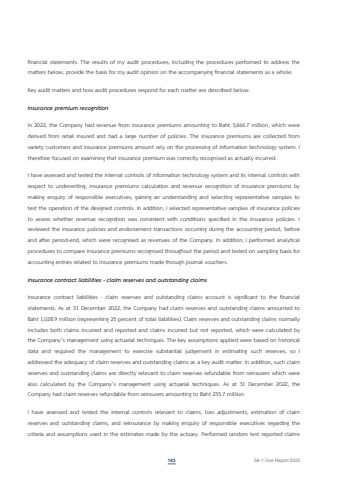 financial statements. The results of my audit procedures, including the procedures performed to address the
matters below, provide the basis for my audit opinion on the accompanying financial statements as a whole.
Key audit matters and how audit procedures respond for each matter are described below.
Insurance premium recognition
In 2022, the Company had revenue from insurance premiums amounting to Baht 3,666.7 million, which were
derived from retail insured and had a large number of policies. The insurance premiums are collected from
variety customers and insurance premiums amount rely on the processing of information technology system. I
therefore focused on examining that insurance premium was correctly recognised as actually incurred.
I have assessed and tested the internal controls of information technology system and its internal controls with
respect to underwriting, insurance premiums calculation and revenue recognition of insurance premiums by
making enquiry of responsible executives, gaining an understanding and selecting representative samples to
test the operation of the designed controls. In addition, I selected representative samples of insurance policies
to assess whether revenue recognition was consistent with conditions specified in the insurance policies. I
reviewed the insurance policies and endorsement transactions occurring during the accounting period, before
and after period-end, which were recognised as revenues of the Company. In addition, I performed analytical
procedures to compare insurance premiums recognised throughout the period and tested on sampling basis for
accounting entries related to insurance premiums made through journal vouchers.
Insurance contract liabilities - claim reserves and outstanding claims
Insurance contract liabilities - claim reserves and outstanding claims account is significant to the financial
statements. As at 31 December 2022, the Company had claim reserves and outstanding claims amounted to
Baht 1,028.9 million (representing 25 percent of total liabilities). Claim reserves and outstanding claims normally
includes both claims incurred and reported and claims incurred but not reported, which were calculated by
the Company's management using actuarial techniques. The key assumptions applied were based on historical
data and required the management to exercise substantial judgement in estimating such reserves, so I
addressed the adequacy of claim reserves and outstanding claims as a key audit matter. In addition, such claim
reserves and outstanding claims are directly relevant to claim reserves refundable from reinsurers which were
also calculated by the Company's management using actuarial techniques. As at 31 December 2022, the
Company had claim reserves refundable from reinsurers amounting to Baht 235.7 million.
I have assessed and tested the internal controls relevant to claims, loss adjustments, estimation of claim
reserves and outstanding claims, and reinsurance by making enquiry of responsible executives regarding the
criteria and assumptions used in the estimates made by the actuary. Performed random test reported claims
143
56-1 One-Report 2022